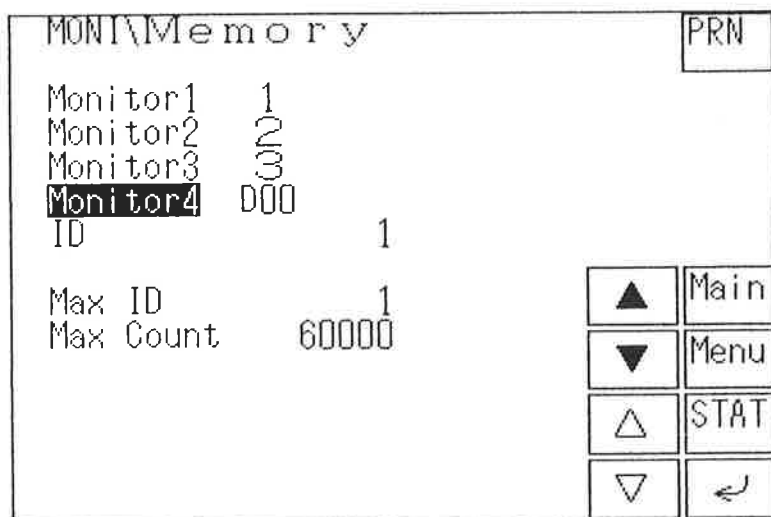 MONI\Memory
PRN
Monitor1 1
Monitor2 2
Monitor3 3
Monitor4 D00
ID 1
Max ID 1
Max Count 60000
Main
Menu
STAT